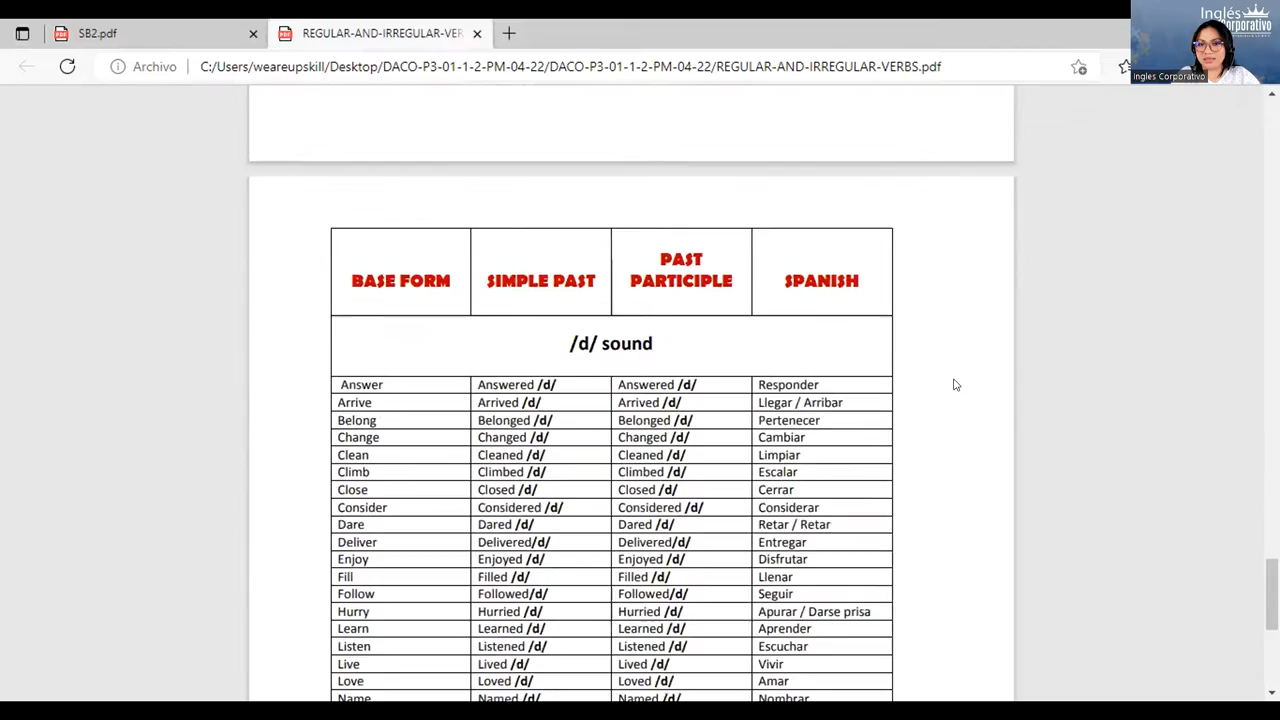 SB2.pdf
REGULAR-AND-IRREGULAR-VER
Archivo
C:/Users/weareupskill/Desktop/DACO-P3-01-1-2-PM-04-22/DACO-P3-01-1-2-PM-04-22/REGULAR-AND-IRREGULAR-VERBS.pdf
Inglés
Corporativo
Ingles Corporativo
BASE FORM SIMPLE PAST PAST PARTICIPLE SPANISH
/d/ sound
Answer Answered /d/ Answered /d/ Responder
Arrive Arrived /d/ Arrived /d/ Llegar / Arribar
Belong Belonged /d/ Belonged /d/ Pertenecer
Change Changed /d/ Changed /d/ Cambiar
Clean Cleaned /d/ Cleaned /d/ Limpiar
Climb Climbed /d/ Climbed /d/ Escalar
Close Closed /d/ Closed /d/ Cerrar
Consider Considered /d/ Considered /d/ Considerar
Dare Dared /d/ Dared /d/ Retar / Retar
Deliver Delivered/d/ Delivered/d/ Entregar
Enjoy Enjoyed /d/ Enjoyed /d/ Disfrutar
Fill Filled /d/ Filled /d/ Llenar
Follow Followed/d/ Followed/d/ Seguir
Hurry Hurried /d/ Hurried /d/ Apurar / Darse prisa
Learn Learned /d/ Learned /d/ Aprender
Listen Listened /d/ Listened /d/ Escuchar
Live Lived /d/ Lived /d/ Vivir
Love Loved /d/ Loved /d/ Amar
Name Named /d/ Named /d/ Nombrar